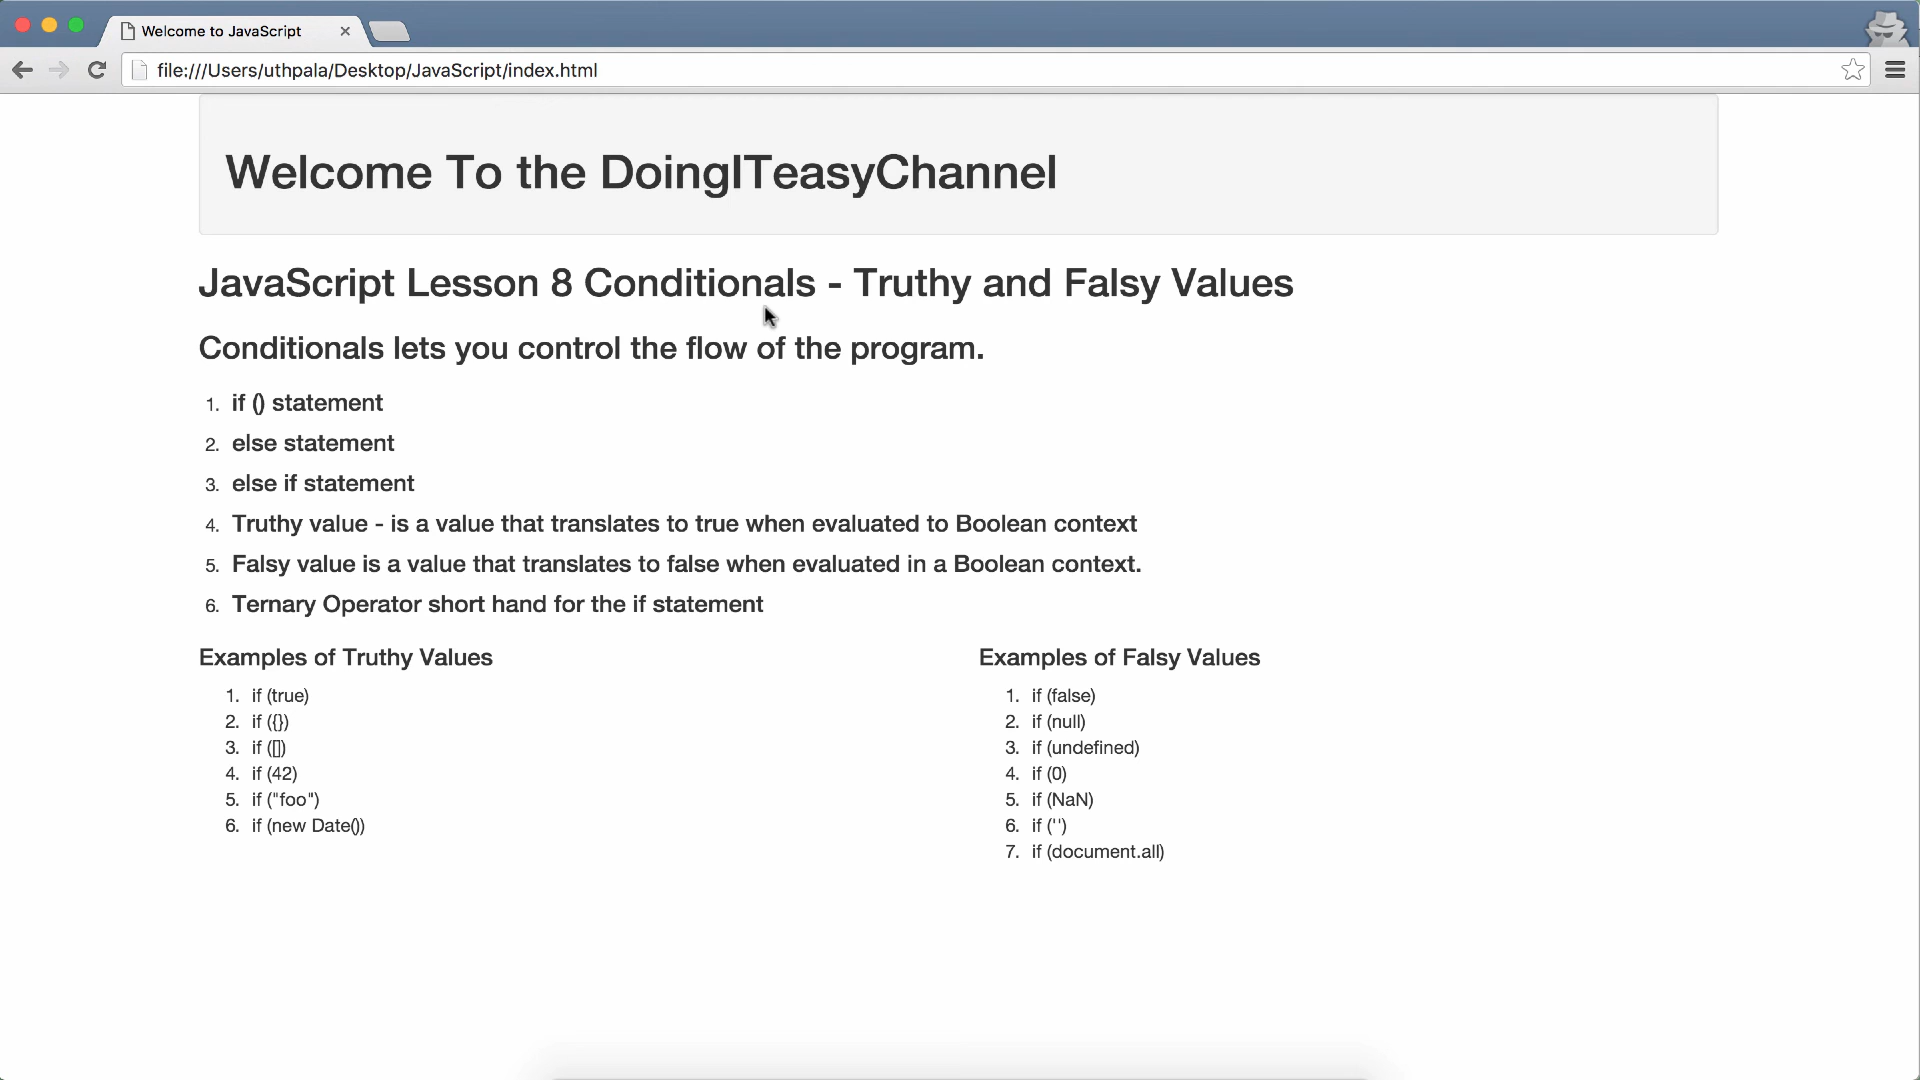 Welcome to JavaScript
file:///Users/uthpala/Desktop/JavaScript/index.html
Welcome To the DoingITeasyChannel
JavaScript Lesson 8 Conditionals - Truthy and Falsy Values
Conditionals lets you control the flow of the program.
1. if () statement
2. else statement
3. else if statement
4. Truthy value - is a value that translates to true when evaluated to Boolean context
5. Falsy value is a value that translates to false when evaluated in a Boolean context.
6. Ternary Operator short hand for the if statement
Examples of Truthy Values
1. if (true)
2. if ({})
3. if ([])
4. if (42)
5. if ("foo")
6. if (new Date())
Examples of Falsy Values
1. if (false)
2. if (null)
3. if (undefined)
4. if (0)
5. if (NaN)
6. if ('')
7. if (document.all)